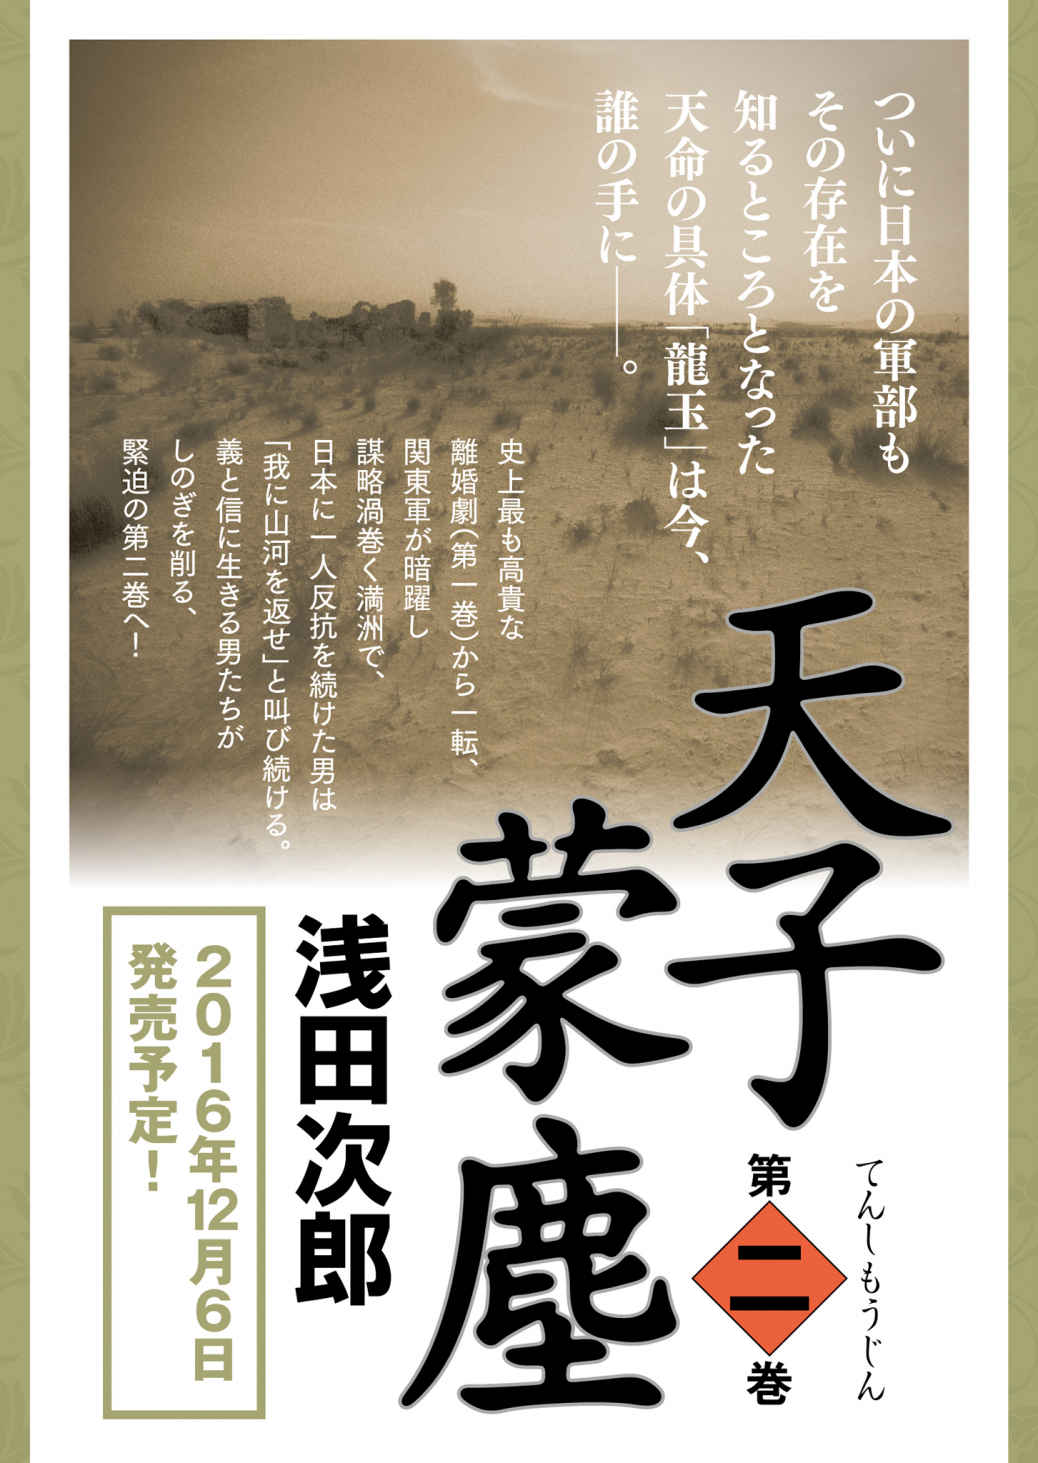 ついに日本の軍部も
その存在を
知るところとなった
天命の具体「龍玉」は今、
誰の手に――。
史上最も高貴な
離婚劇（第一巻）から一転、
関東軍が暗躍し
謀略渦巻く満洲で、
日本に一人反抗を続けた男は
「我に山河を返せ」と叫び続ける。
義と信に生きる男たちが
しのぎを削る、
緊迫の第二巻へ！
天子
蒙塵
てんしもうじん
第二巻
浅田次郎
2016年12月6日
発売予定！